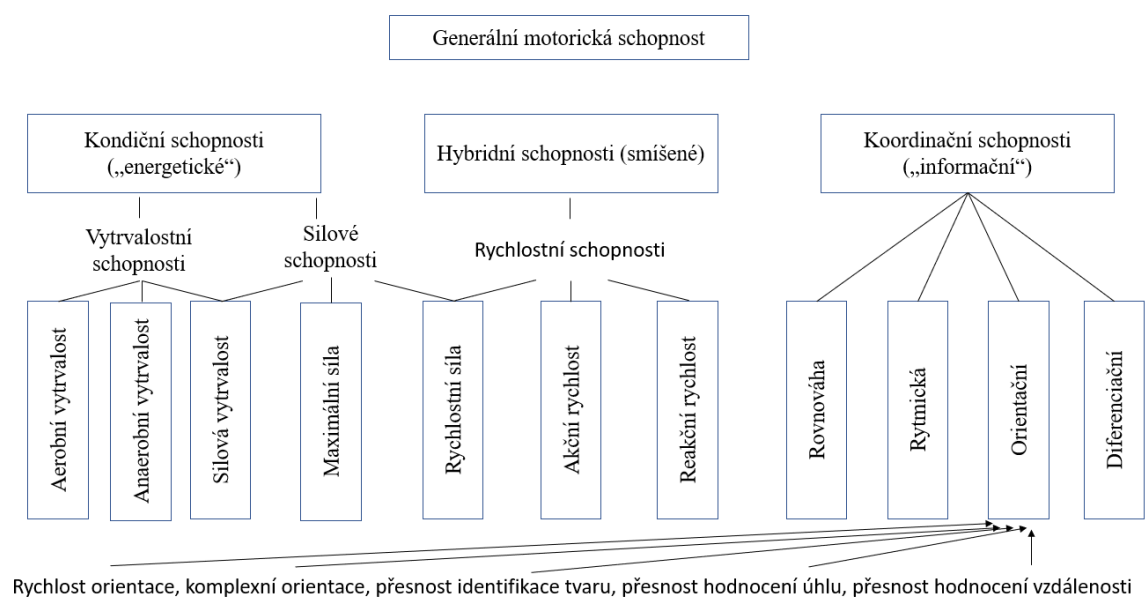 Generální motorická schopnost
Kondiční schopnosti
(„energetické“)
Hybridní schopnosti (smíšené)
Koordinační schopnosti
(„informační“)
Vytrvalostní
schopnosti
Silové
schopnosti
Rychlostní schopnosti
Aerobní vytrvalost
Anaerobní vytrvalost
Silová vytrvalost
Maximální síla
Rychlostní síla
Akční rychlost
Reakční rychlost
Rovnováha
Rytmická
Orientační
Diferenciační
Rychlost orientace, komplexní orientace, přesnost identifikace tvaru, přesnost hodnocení úhlu, přesnost hodnocení vzdálenosti